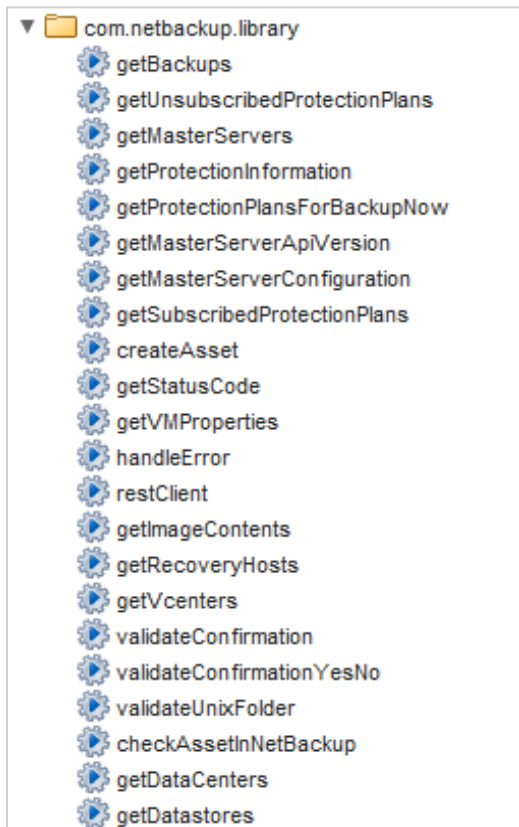 com.netbackup.library
getBackups
getUnsubscribedProtectionPlans
getMasterServers
getProtectionInformation
getProtectionPlansForBackupNow
getMasterServerApiVersion
getMasterServerConfiguration
getSubscribedProtectionPlans
createAsset
getStatusCode
getVMProperties
handleError
restClient
getImageContents
getRecoveryHosts
getVcenters
validateConfirmation
validateConfirmationYesNo
validateUnixFolder
checkAssetInNetBackup
getDataCenters
getDatastores